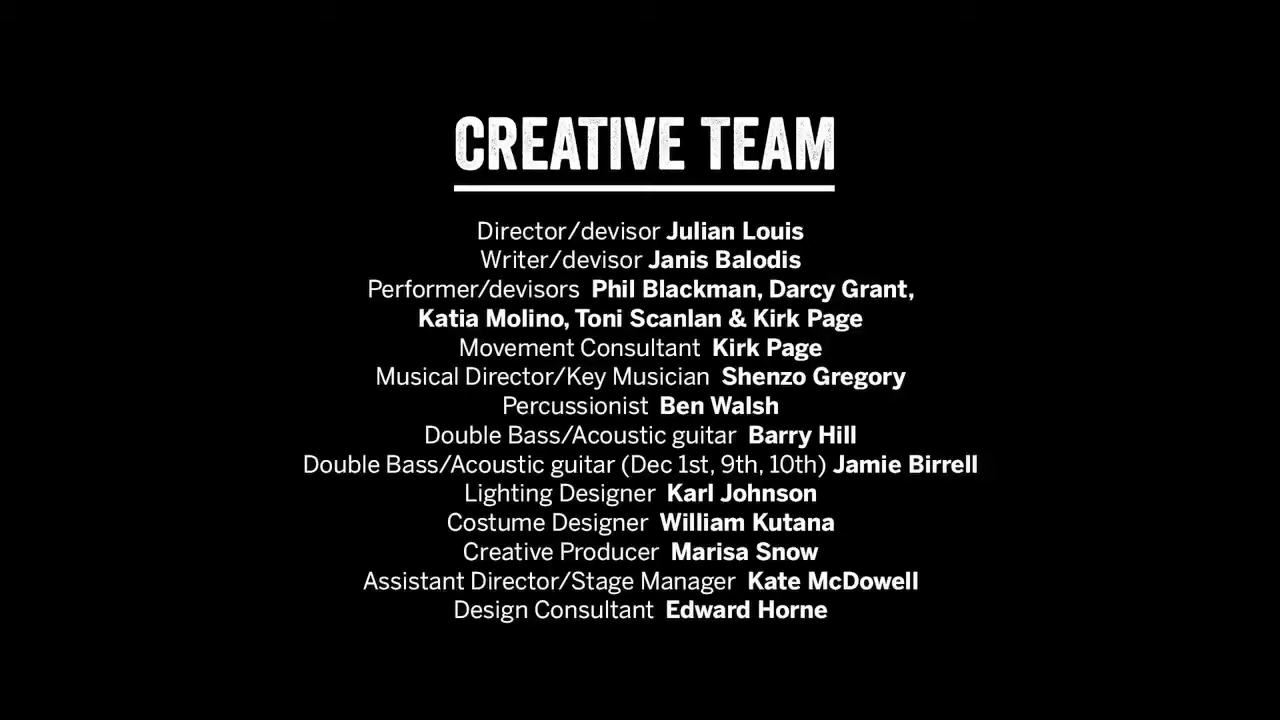 CREATIVE TEAM
Director/devisor Julian Louis
Writer/devisor Janis Balodis
Performer/devisors Phil Blackman, Darcy Grant,
Katia Molino, Toni Scanlan & Kirk Page
Movement Consultant Kirk Page
Musical Director/Key Musician Shenzo Gregory
Percussionist Ben Walsh
Double Bass/Acoustic guitar Barry Hill
Double Bass/Acoustic guitar (Dec 1st, 9th, 10th) Jamie Birrell
Lighting Designer Karl Johnson
Costume Designer William Kutana
Creative Producer Marisa Snow
Assistant Director/Stage Manager Kate McDowell
Design Consultant Edward Horne